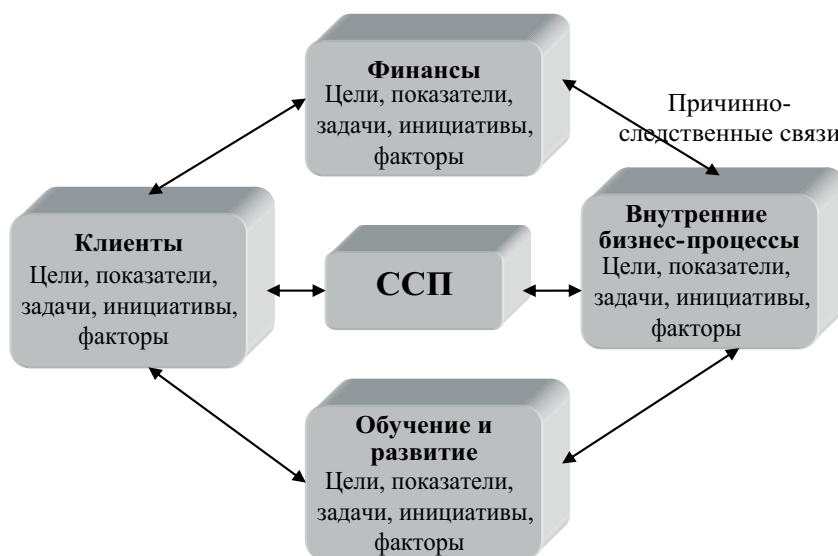 Финансы
Цели, показатели,
задачи, инициативы,
факторы
Причинно-
следственные связи
Клиенты
Цели, показатели,
задачи, инициативы,
факторы
ССП
Внутренние
бизнес-процессы
Цели, показатели,
задачи, инициативы,
факторы
Обучение и
развитие
Цели, показатели,
задачи, инициативы,
факторы